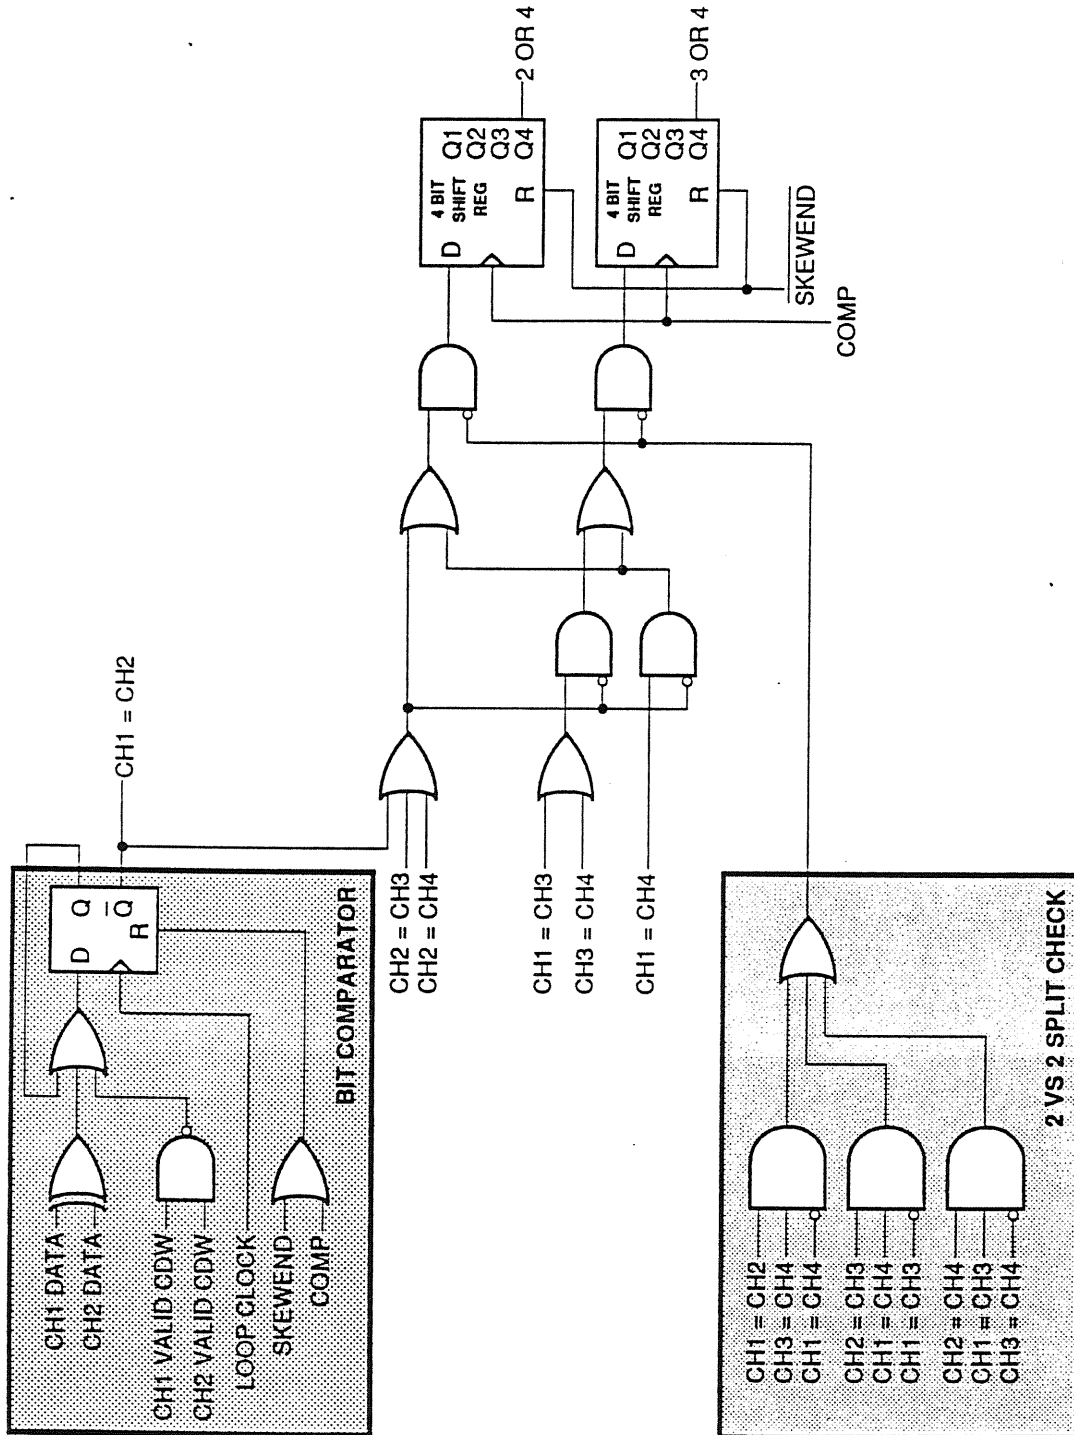 CH1 DATA
CH2 DATA
CH1 VALID CDW
CH2 VALID CDW
LOOP CLOCK
SKEWEND
COMP
D Q
Q
R
BIT COMPARATOR
CH1 = CH2
CH2 = CH3
CH2 = CH4
CH1 = CH3
CH3 = CH4
CH1 = CH4
D
4 BIT
SHIFT
REG
R
Q1
Q2
Q3
Q4
2 OR 4
D
4 BIT
SHIFT
REG
R
Q1
Q2
Q3
Q4
3 OR 4
SKEWEND
COMP
CH1 = CH2
CH3 = CH4
CH1 = CH4
CH2 = CH3
CH1 = CH4
CH1 = CH3
CH2 = CH4
CH1 = CH3
CH3 = CH4
2 VS 2 SPLIT CHECK